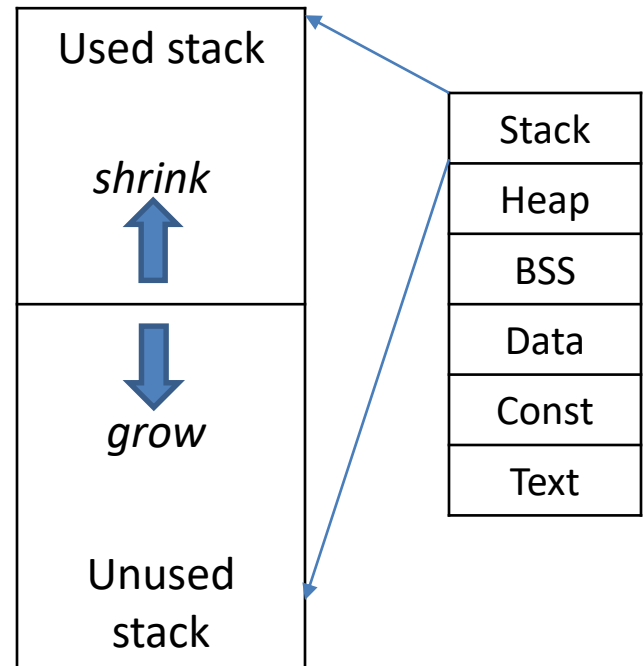 Used stack
shrink
grow
Unused
stack
Stack
Heap
BSS
Data
Const
Text